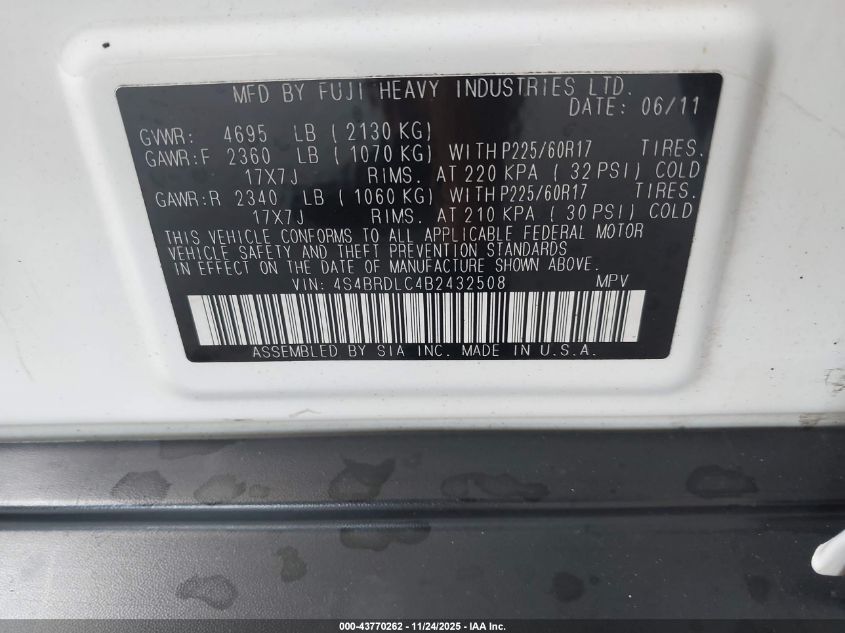 MFD BY FUJI HEAVY INDUSTRIES LTD.
DATE: 06/11
GVWR: 4695 LB (2130 KG)
GAWR:F 2360 LB (1070 KG) WITH P225/60R17 TIRES.
17X7J RIMS. AT 220 KPA (32 PSI) COLD
GAWR:R 2340 LB (1060 KG) WITH P225/60R17 TIRES.
17X7J RIMS. AT 210 KPA (30 PSI) COLD
THIS VEHICLE CONFORMS TO ALL APPLICABLE FEDERAL MOTOR
VEHICLE SAFETY AND THEFT PREVENTION STANDARDS
IN EFFECT ON THE DATE OF MANUFACTURE SHOWN ABOVE.
VIN: 4S4BRDLC4B2432508 MPV
ASSEMBLED BY SIA INC. MADE IN U.S.A.
000-43770262 - 11/24/2025 - IAA Inc.